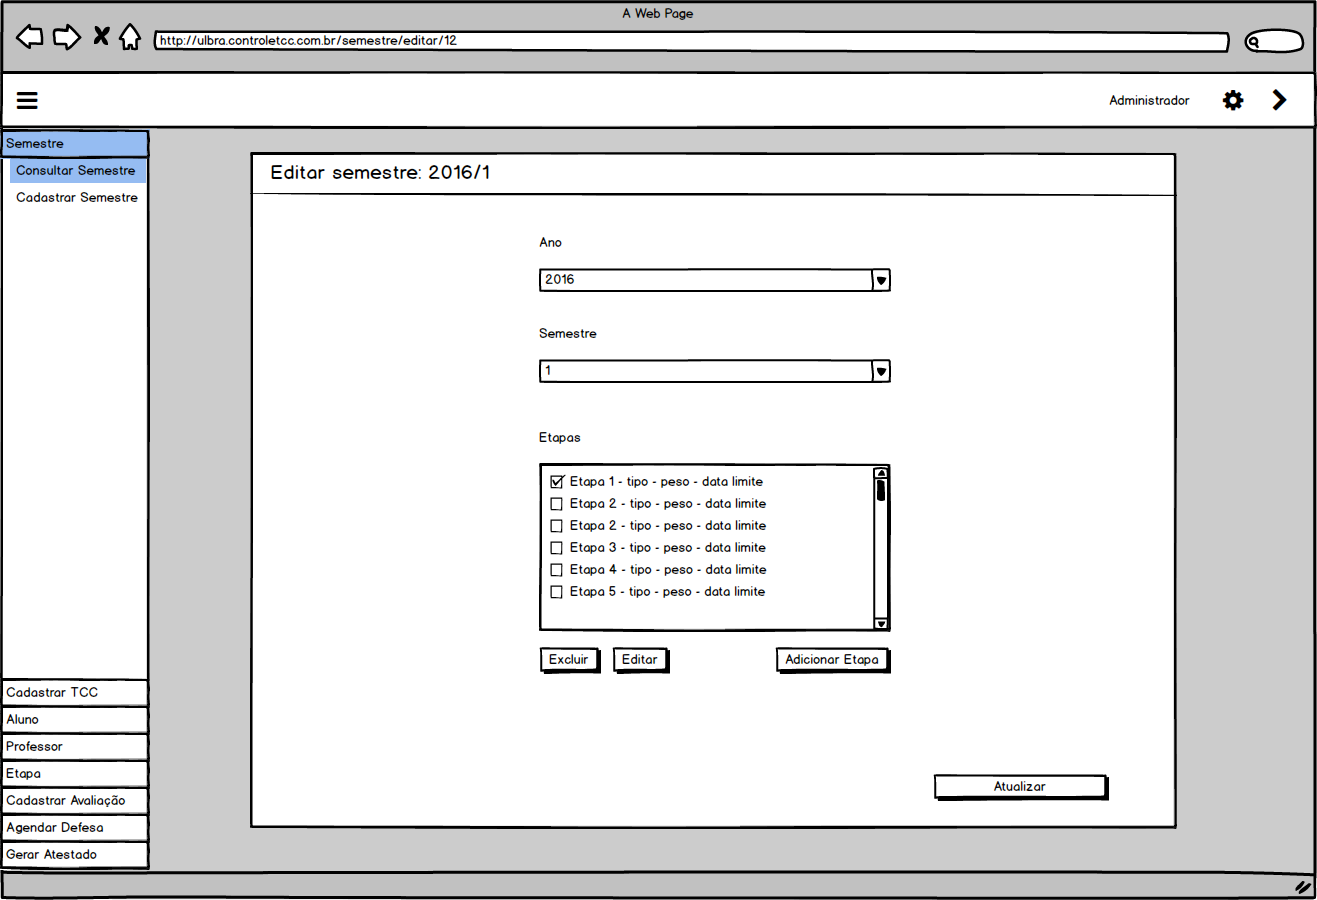 A Web Page
http://ulbra.controletcc.com.br/semestre/editar/12
Administrador
Semestre
Consultar Semestre
Cadastrar Semestre
Cadastrar TCC
Aluno
Professor
Etapa
Cadastrar Avaliação
Agendar Defesa
Gerar Atestado
Editar semestre: 2016/1
Ano
2016
Semestre
1
Etapas
Etapa 1 - tipo - peso - data limite
Etapa 2 - tipo - peso - data limite
Etapa 2 - tipo - peso - data limite
Etapa 3 - tipo - peso - data limite
Etapa 4 - tipo - peso - data limite
Etapa 5 - tipo - peso - data limite
Excluir Editar Adicionar Etapa
Atualizar